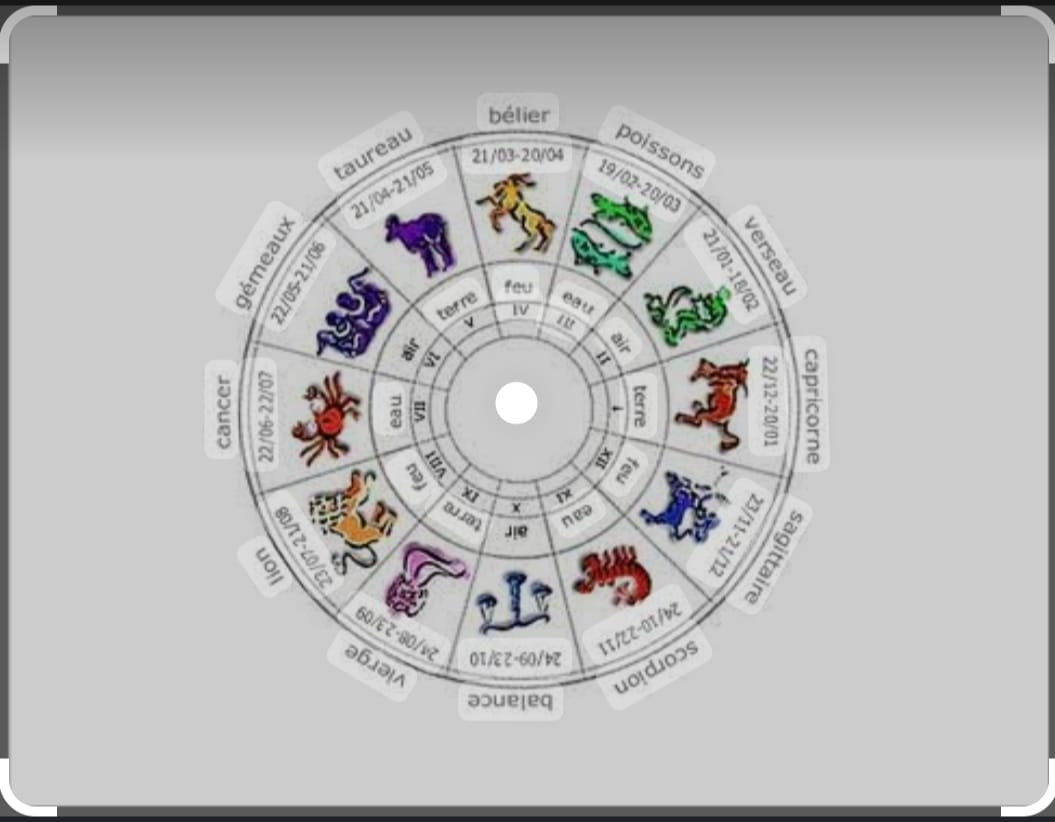 bélier
21/03-20/04
feu
IV
poissons
19/02-20/03
eau
III
verseau
21/01-18/02
air
II
capricorne
22/12-20/01
terre
I
sagittaire
23/11-21/12
feu
XII
scorpion
24/10-22/11
eau
XI
balance
24/09-23/10
air
X
vierge
24/08-23/09
terre
IX
lion
23/07-21/08
feu
VIII
cancer
22/06-22/07
eau
VII
gémeaux
22/05-21/06
air
VI
taureau
21/04-21/05
terre
V